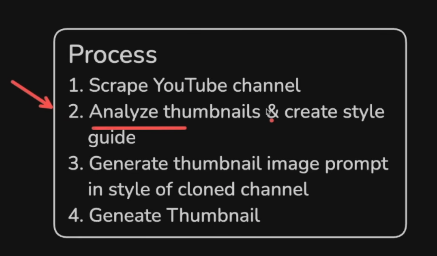 Process
1. Scrape YouTube channel
2. Analyze thumbnails & create style
guide
3. Generate thumbnail image prompt
in style of cloned channel
4. Geneate Thumbnail